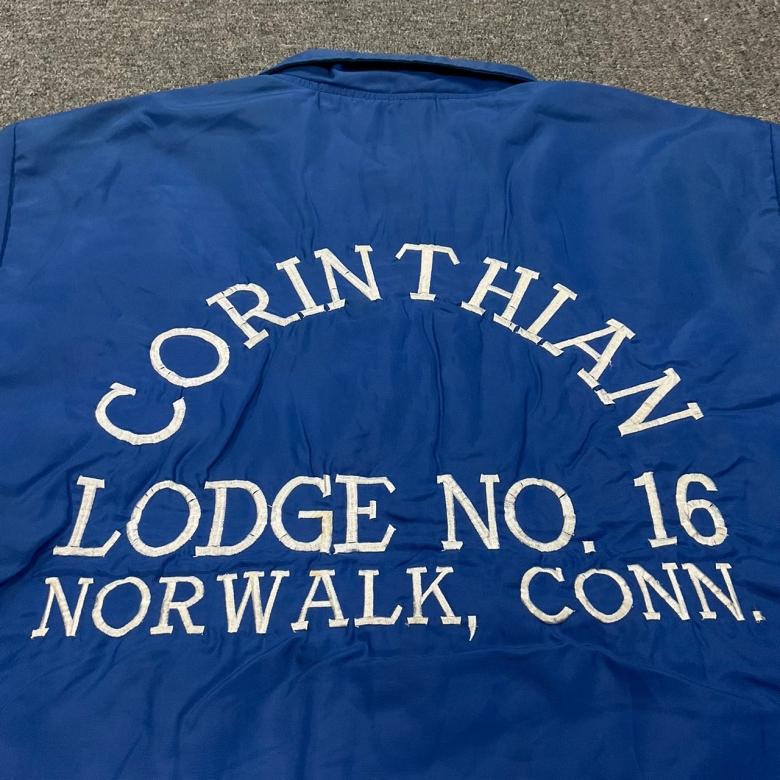 CORINTHIAN
LODGE NO. 16
NORWALK, CONN.